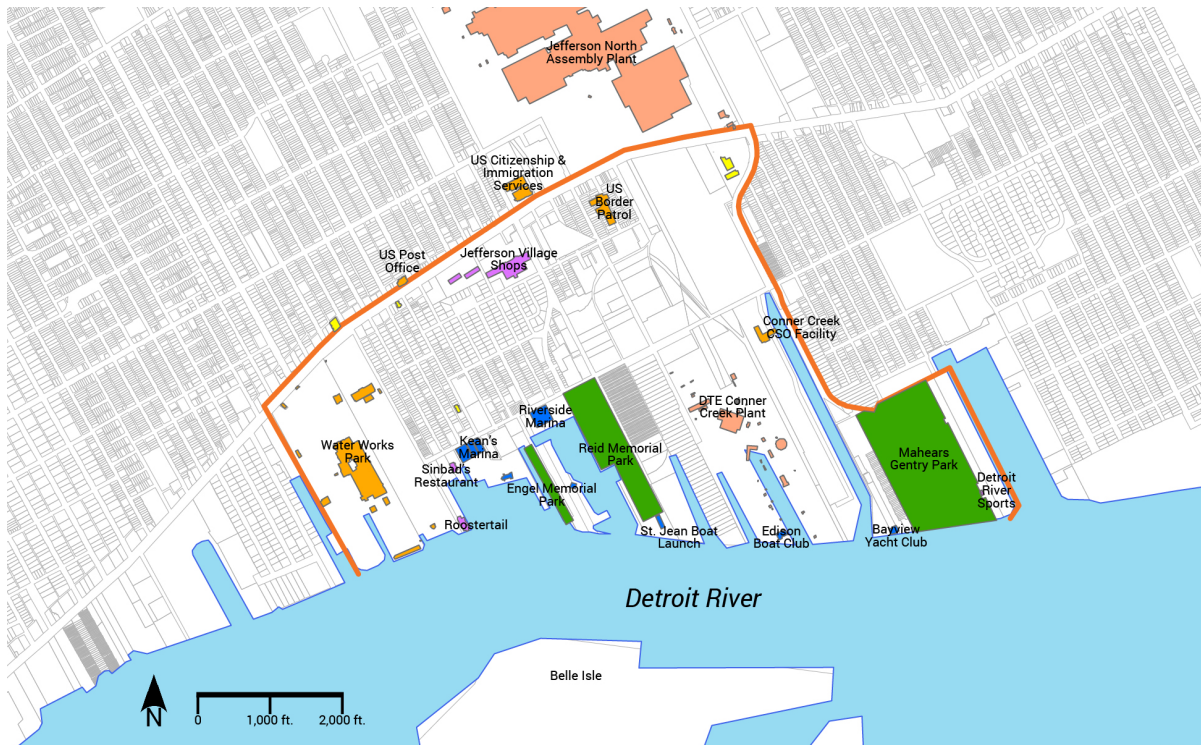 Jefferson North
Assembly Plant
US Citizenship &
Immigration
Services
US
Border
Patrol
US Post
Office
Jefferson Village
Shops
Conner Creek
CSO Facility
DTE Conner
Creek Plant
Riverside
Marina
Kean's
Marina
Water Works
Park
Sinbad's
Restaurant
Reid Memorial
Park
Mahears
Gentry Park
Engel Memorial
Park
Detroit
River
Sports
Roostertail
St. Jean Boat
Launch
Edison
Boat Club
Bayview
Yacht Club
Detroit River
Belle Isle
N
0
1,000 ft.
2,000 ft.